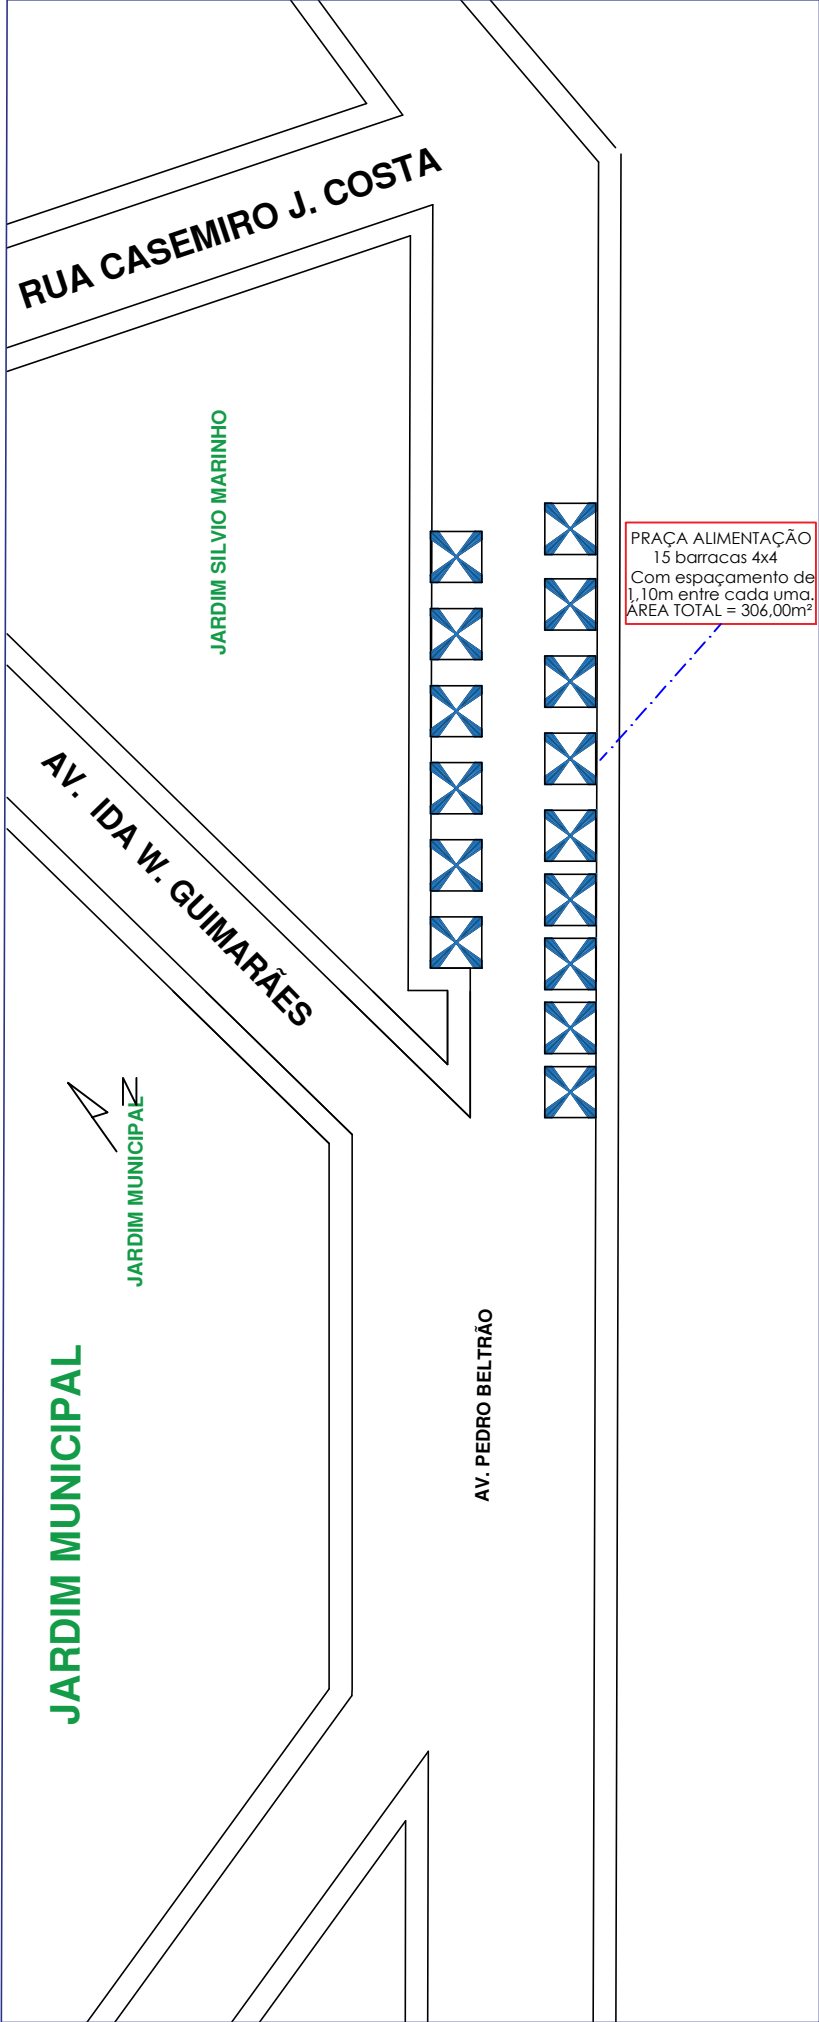 RUA CASEMIRO J. COSTA
JARDIM SILVIO MARINHO
PRAÇA ALIMENTAÇÃO
15 barracas 4x4
Com espaçamento de
1,10m entre cada uma.
ÁREA TOTAL = 306,00m²
AV. IDA W. GUIMARÃES
N
JARDIM MUNICIPAL
AV. PEDRO BELTRÃO
JARDIM MUNICIPAL